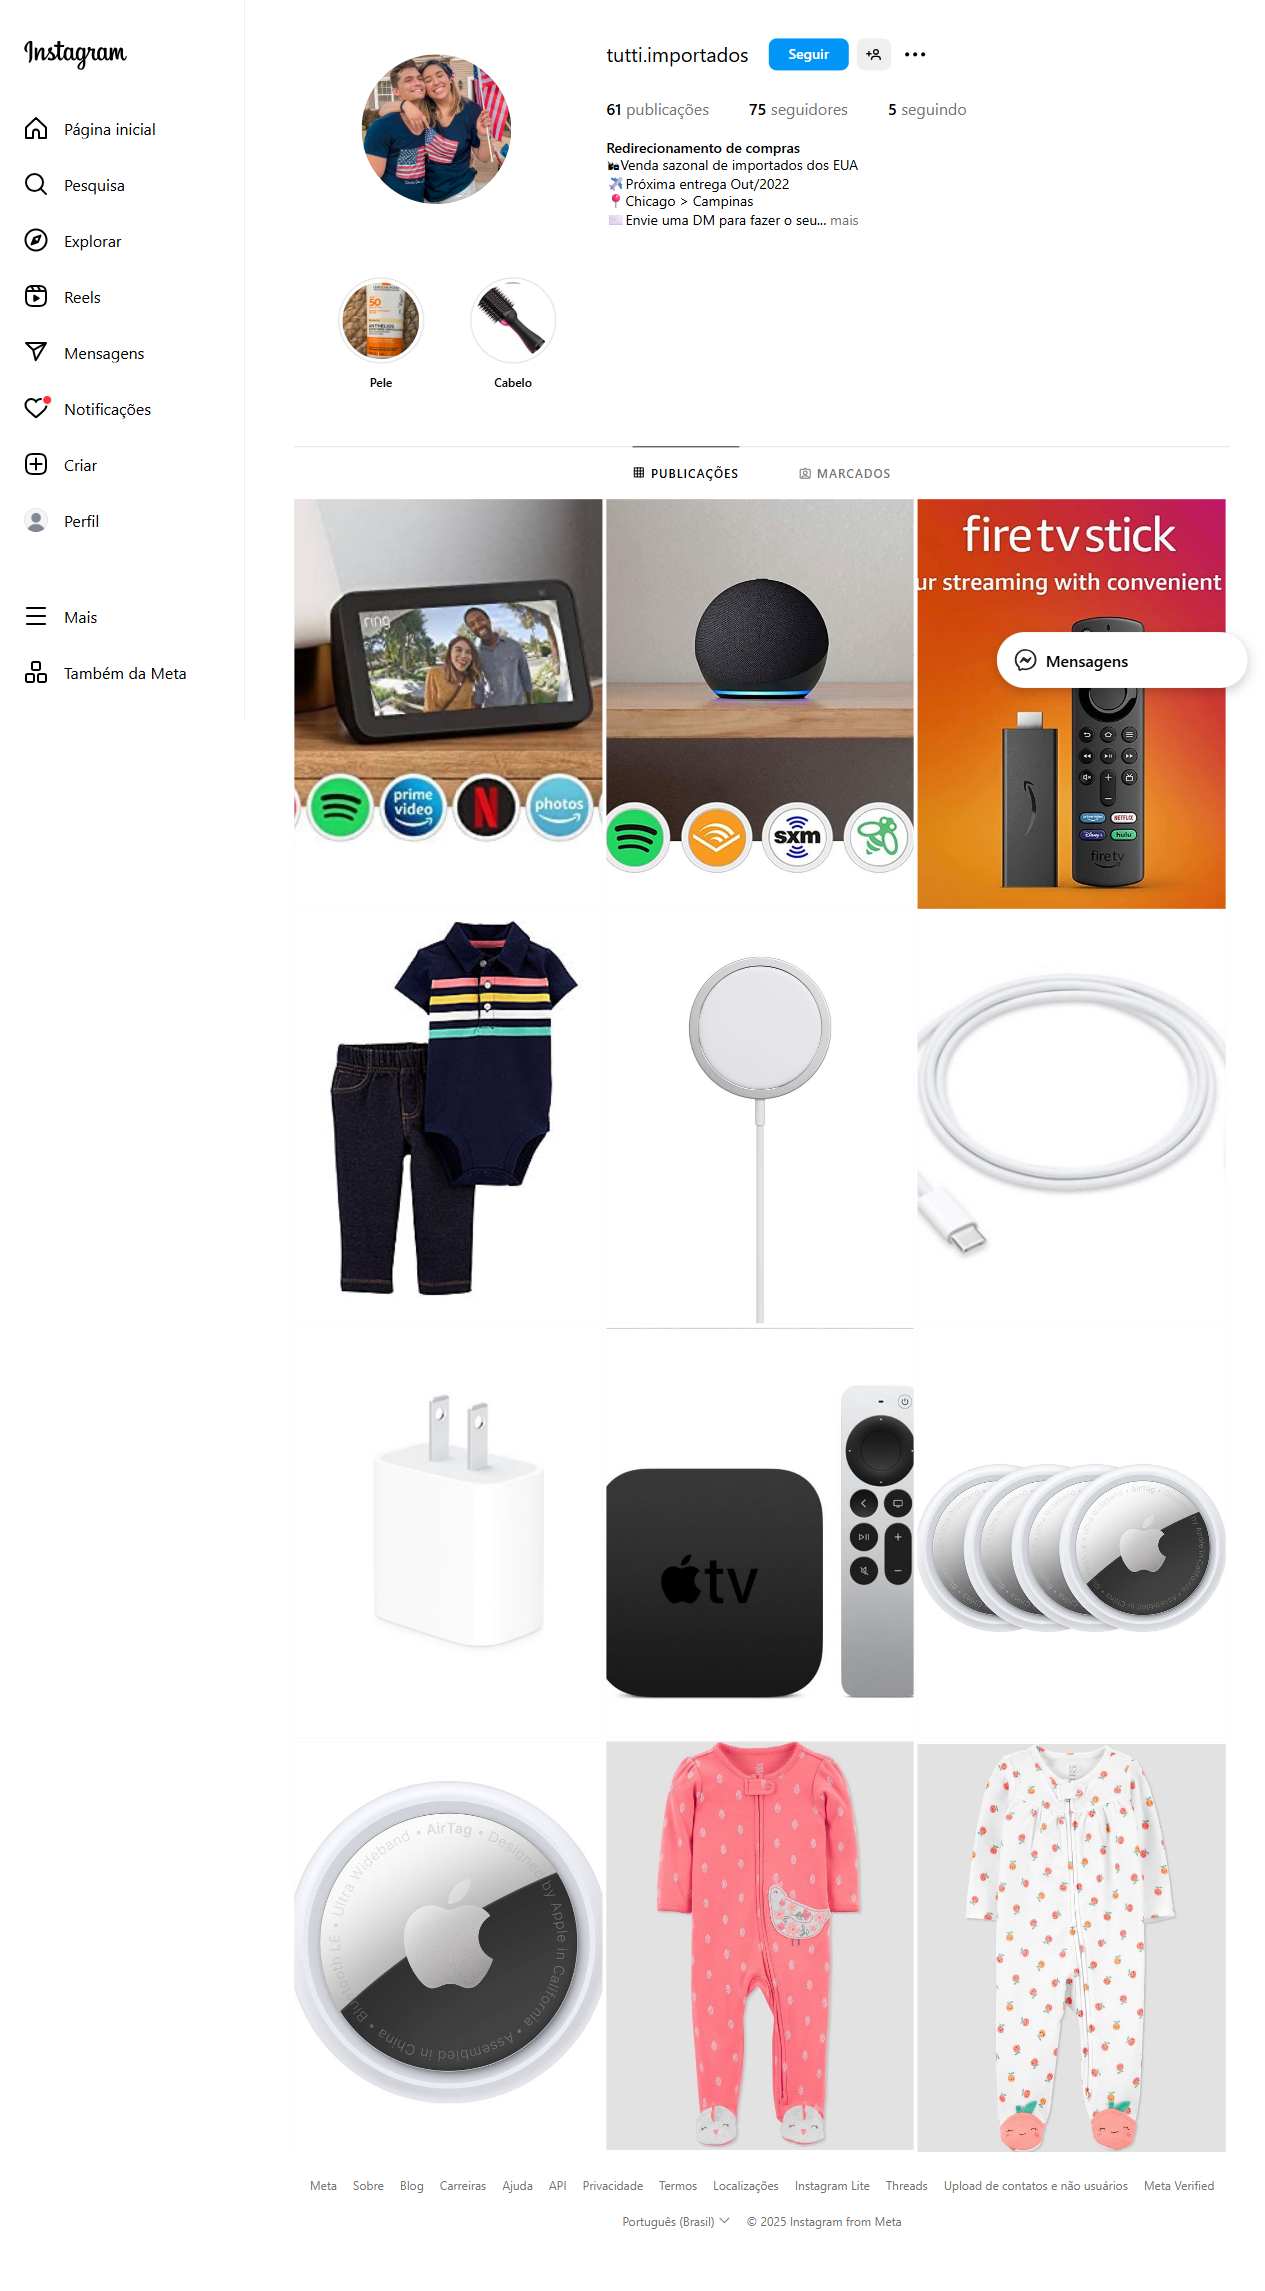 Instagram
Página inicial
Pesquisa
Explorar
Reels
Mensagens
Notificações
Criar
Perfil
Mais
Também da Meta
tutti.importados
Seguir
61 publicações 75 seguidores 5 seguindo
Redirecionamento de compras
Venda sazonal de importados dos EUA
Próxima entrega Out/2022
Chicago > Campinas
Envie uma DM para fazer o seu... mais
50
ANTHELIOS
Pele
Cabelo
PUBLICAÇÕES
MARCADOS
ring
prime video
N
photos
sxm
fire tv stick
ur streaming with convenient
Mensagens
prime video
NETFLIX
Disney+
hulu
fire tv
tv
Ultra Wideband • AirTag • Designed by Apple in California • Assembled in China • Bluetooth LE •
Meta Sobre Blog Carreiras Ajuda API Privacidade Termos Localizações Instagram Lite Threads Upload de contatos e não usuários Meta Verified
Português (Brasil) © 2025 Instagram from Meta